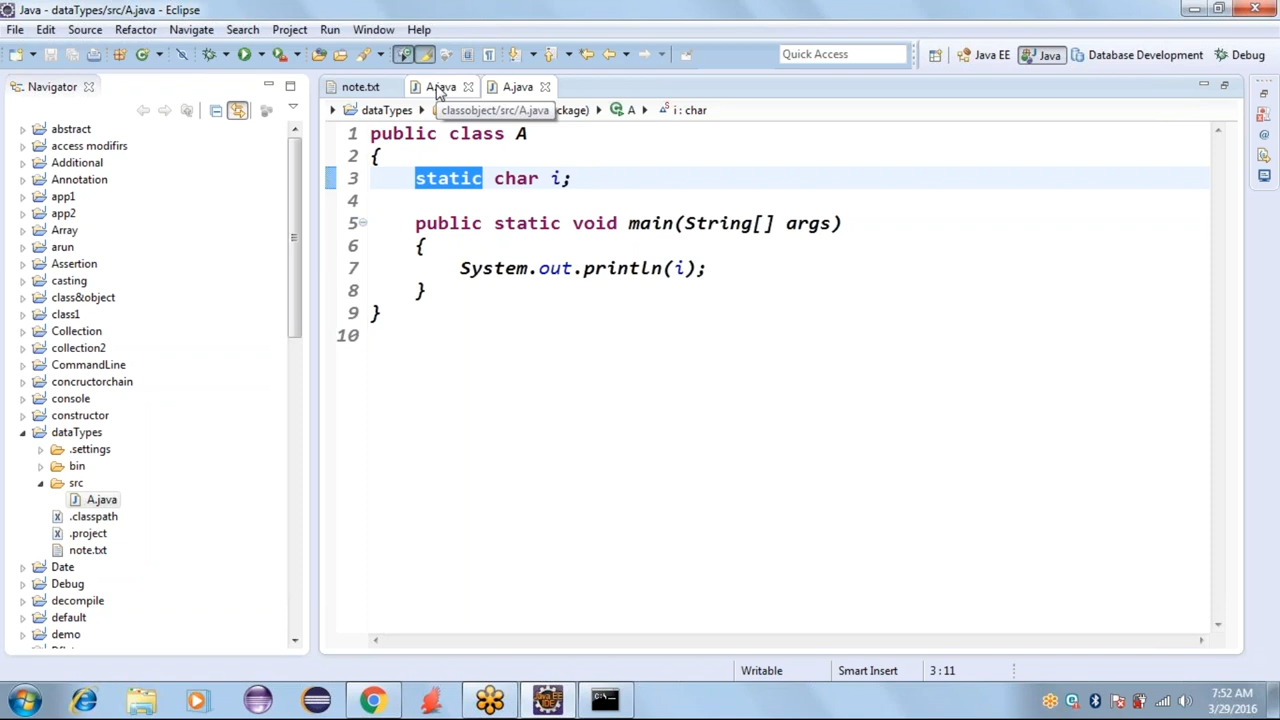 Java - dataTypes/src/A.java - Eclipse
File Edit Source Refactor Navigate Search Project Run Window Help
Quick Access Java EE Java Database Development Debug
Navigator
note.txt A.java A.java
dataTypes classobject/src/A.java ckage) A i : char
abstract
access modifirs
Additional
Annotation
app1
app2
Array
arun
Assertion
casting
class&object
class1
Collection
collection2
CommandLine
concructorchain
console
constructor
dataTypes
.settings
bin
src
A.java
.classpath
.project
note.txt
Date
Debug
decompile
default
demo
1 public class A
2 {
3 static char i;
4
5 public static void main(String[] args)
6 {
7 System.out.println(i);
8 }
9 }
10
Writable Smart Insert 3 : 11
7:52 AM
3/29/2016